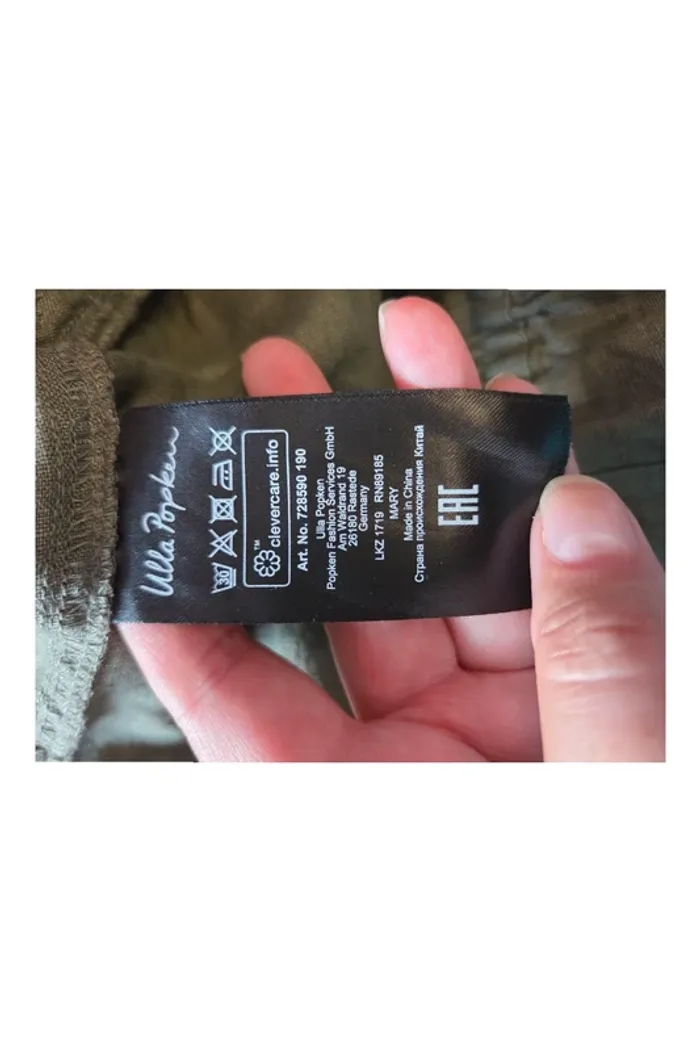 Ulla Popken
30
clevercare.info
TM
Art. No. 728590 190
Ulla Popken
Popken Fashion Services GmbH
Am Waldrand 19
26180 Rastede
Germany
LKZ 1719 RN89185
MARY
Made in China
Страна происхождения Китай
EAC